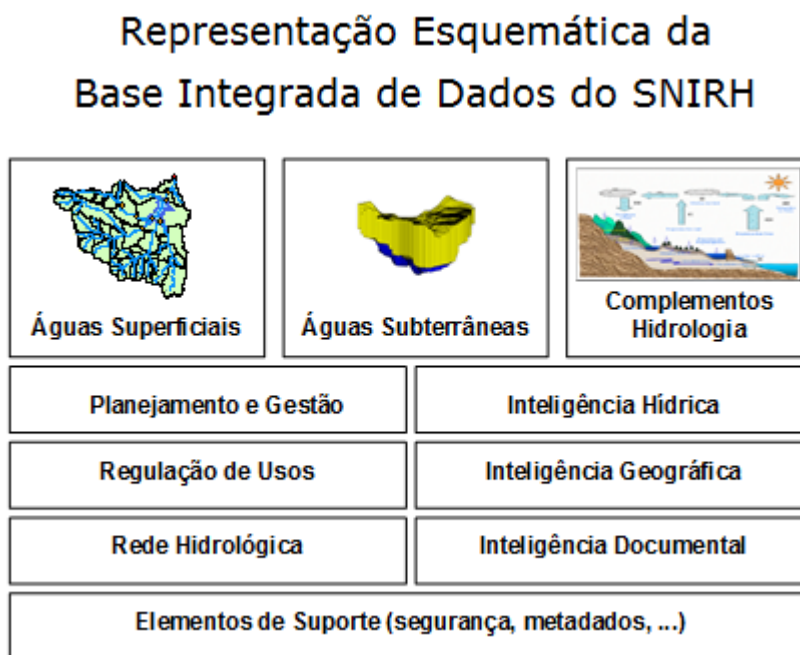 Representação Esquemática da
Base Integrada de Dados do SNIRH
Águas Superficiais
Águas Subterrâneas
Complementos
Hidrologia
Planejamento e Gestão
Inteligência Hídrica
Regulação de Usos
Inteligência Geográfica
Rede Hidrológica
Inteligência Documental
Elementos de Suporte (segurança, metadados, ...)